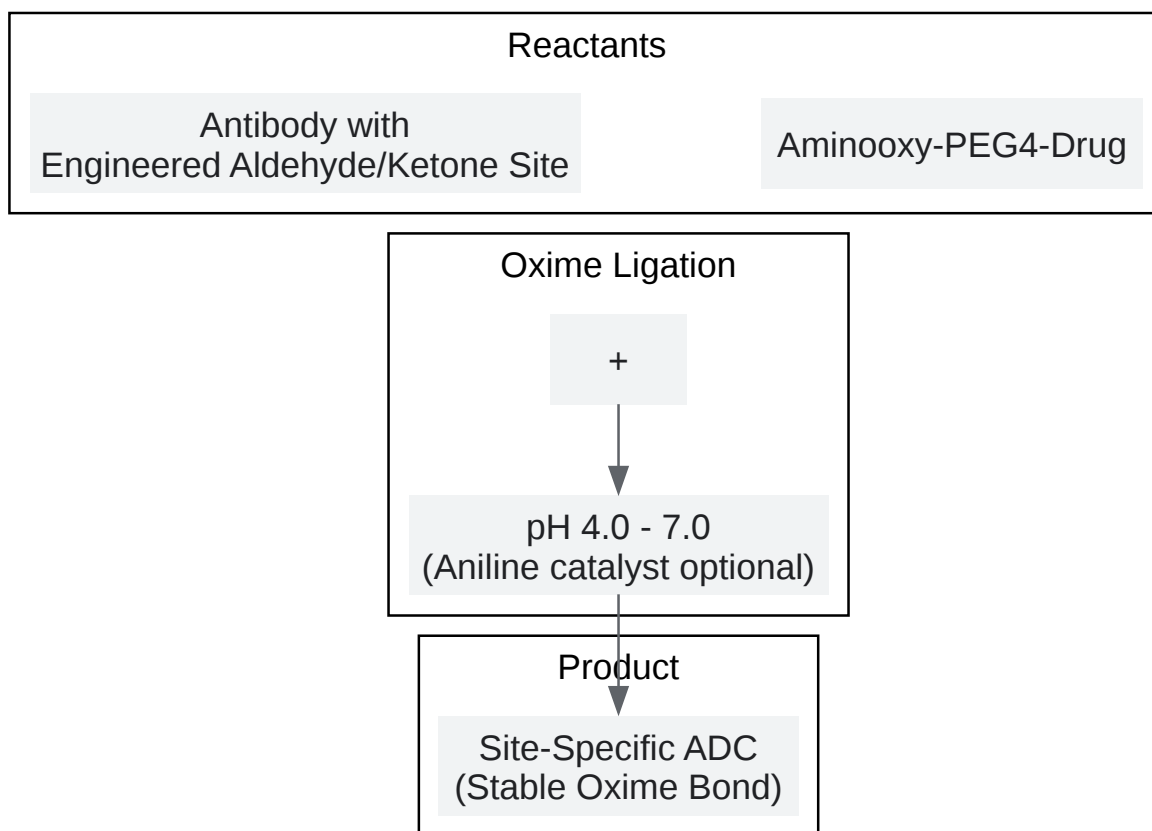 Reactants
Antibody with
Engineered Aldehyde/Ketone Site
Aminooxy-PEG4-Drug
Oxime Ligation
+
pH 4.0 - 7.0
(Aniline catalyst optional)
Product
Site-Specific ADC
(Stable Oxime Bond)